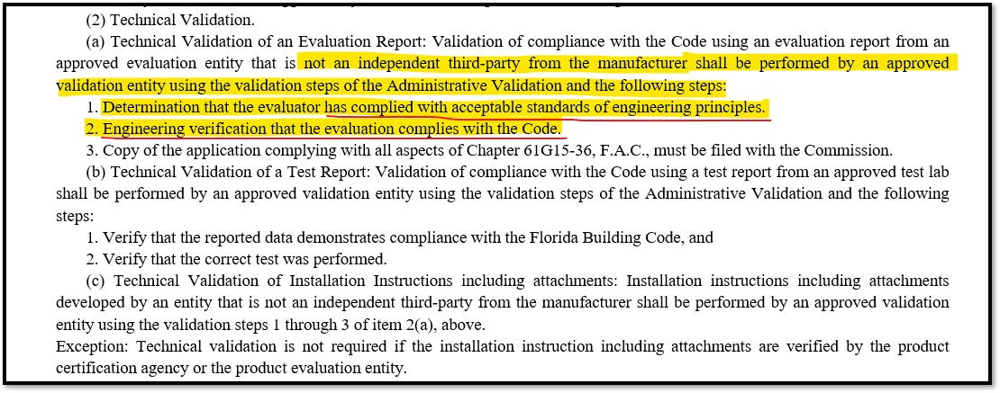 (2) Technical Validation.
(a) Technical Validation of an Evaluation Report: Validation of compliance with the Code using an evaluation report from an
approved evaluation entity that is not an independent third-party from the manufacturer shall be performed by an approved
validation entity using the validation steps of the Administrative Validation and the following steps:
1. Determination that the evaluator has complied with acceptable standards of engineering principles.
2. Engineering verification that the evaluation complies with the Code.
3. Copy of the application complying with all aspects of Chapter 61G15-36, F.A.C., must be filed with the Commission.
(b) Technical Validation of a Test Report: Validation of compliance with the Code using a test report from an approved test lab
shall be performed by an approved validation entity using the validation steps of the Administrative Validation and the following
steps:
1. Verify that the reported data demonstrates compliance with the Florida Building Code, and
2. Verify that the correct test was performed.
(c) Technical Validation of Installation Instructions including attachments: Installation instructions including attachments
developed by an entity that is not an independent third-party from the manufacturer shall be performed by an approved validation
entity using the validation steps 1 through 3 of item 2(a), above.
Exception: Technical validation is not required if the installation instruction including attachments are verified by the product
certification agency or the product evaluation entity.